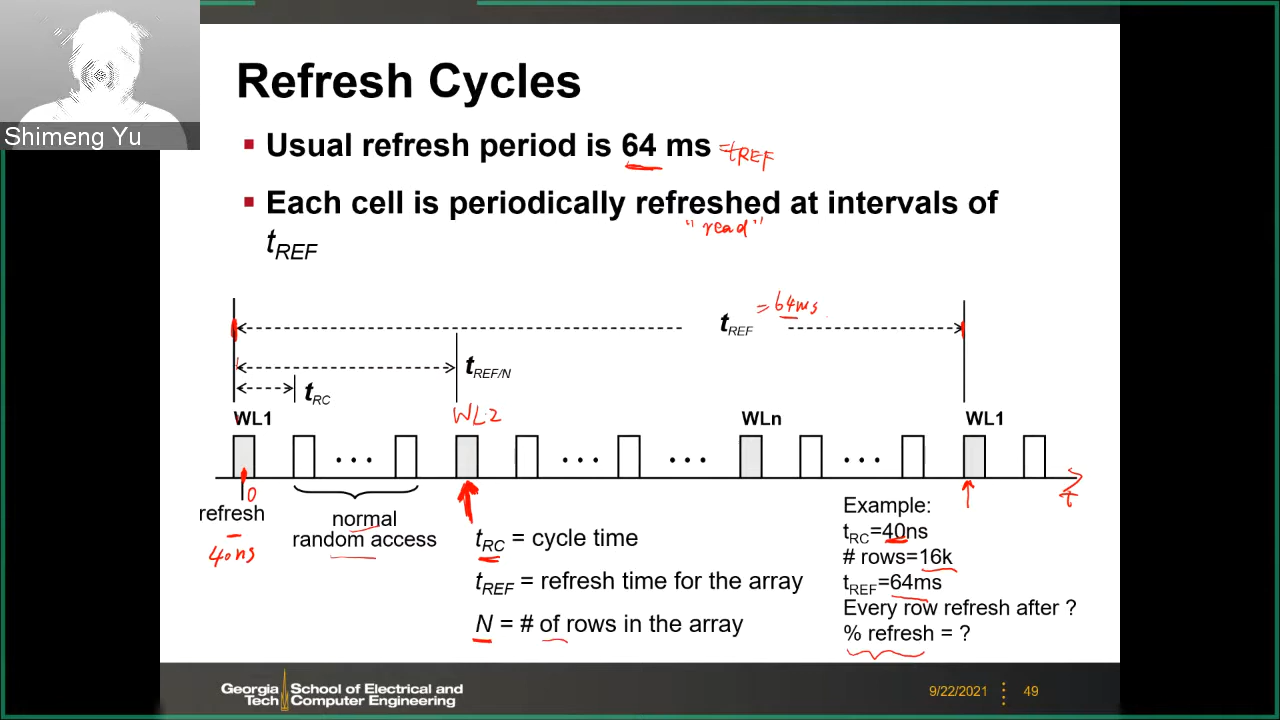 Shimeng Yu
Refresh Cycles
Usual refresh period is 64 ms =tREF
Each cell is periodically refreshed at intervals of
"read"
tREF
tREF =64ms
tREF/N
tRC
WL1 WL2 WLn WL1
... ... ... ...
0 t
refresh
40ns
normal
random access
tRC = cycle time
tREF = refresh time for the array
N = # of rows in the array
Example:
tRC=40ns
# rows=16k
tREF=64ms
Every row refresh after ?
% refresh = ?
Georgia Tech School of Electrical and
Computer Engineering
9/22/2021 49